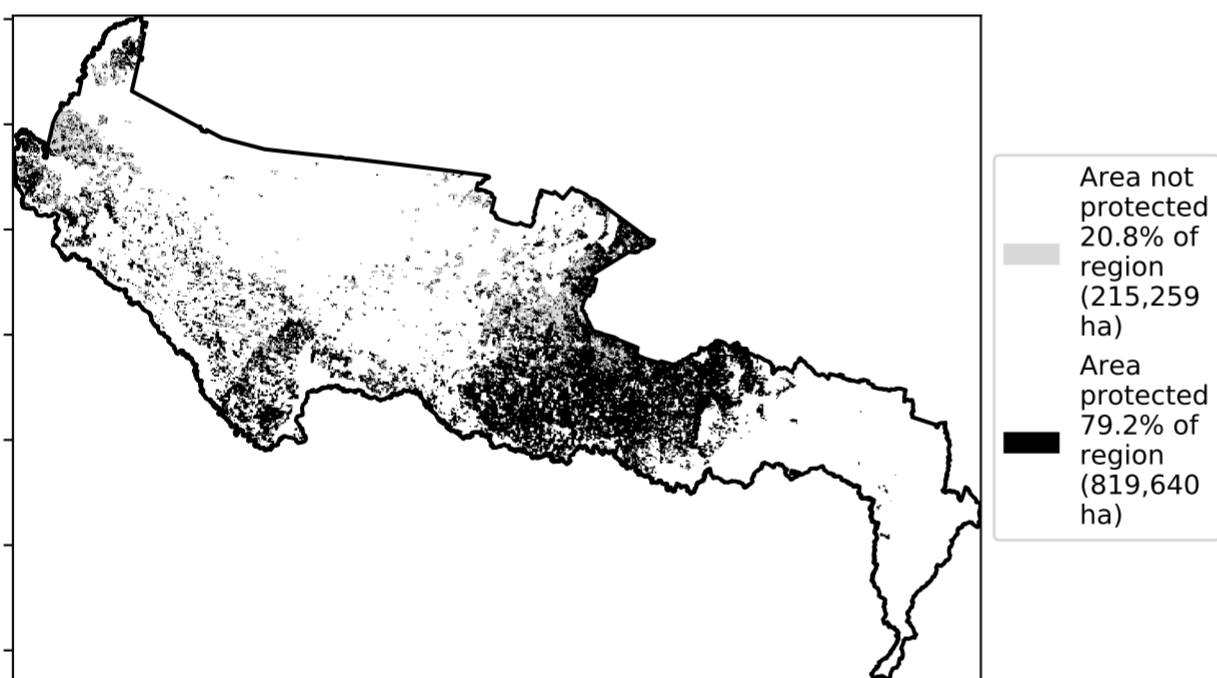 Area not
protected
20.8% of
region
(215,259
ha)
Area
protected
79.2% of
region
(819,640
ha)